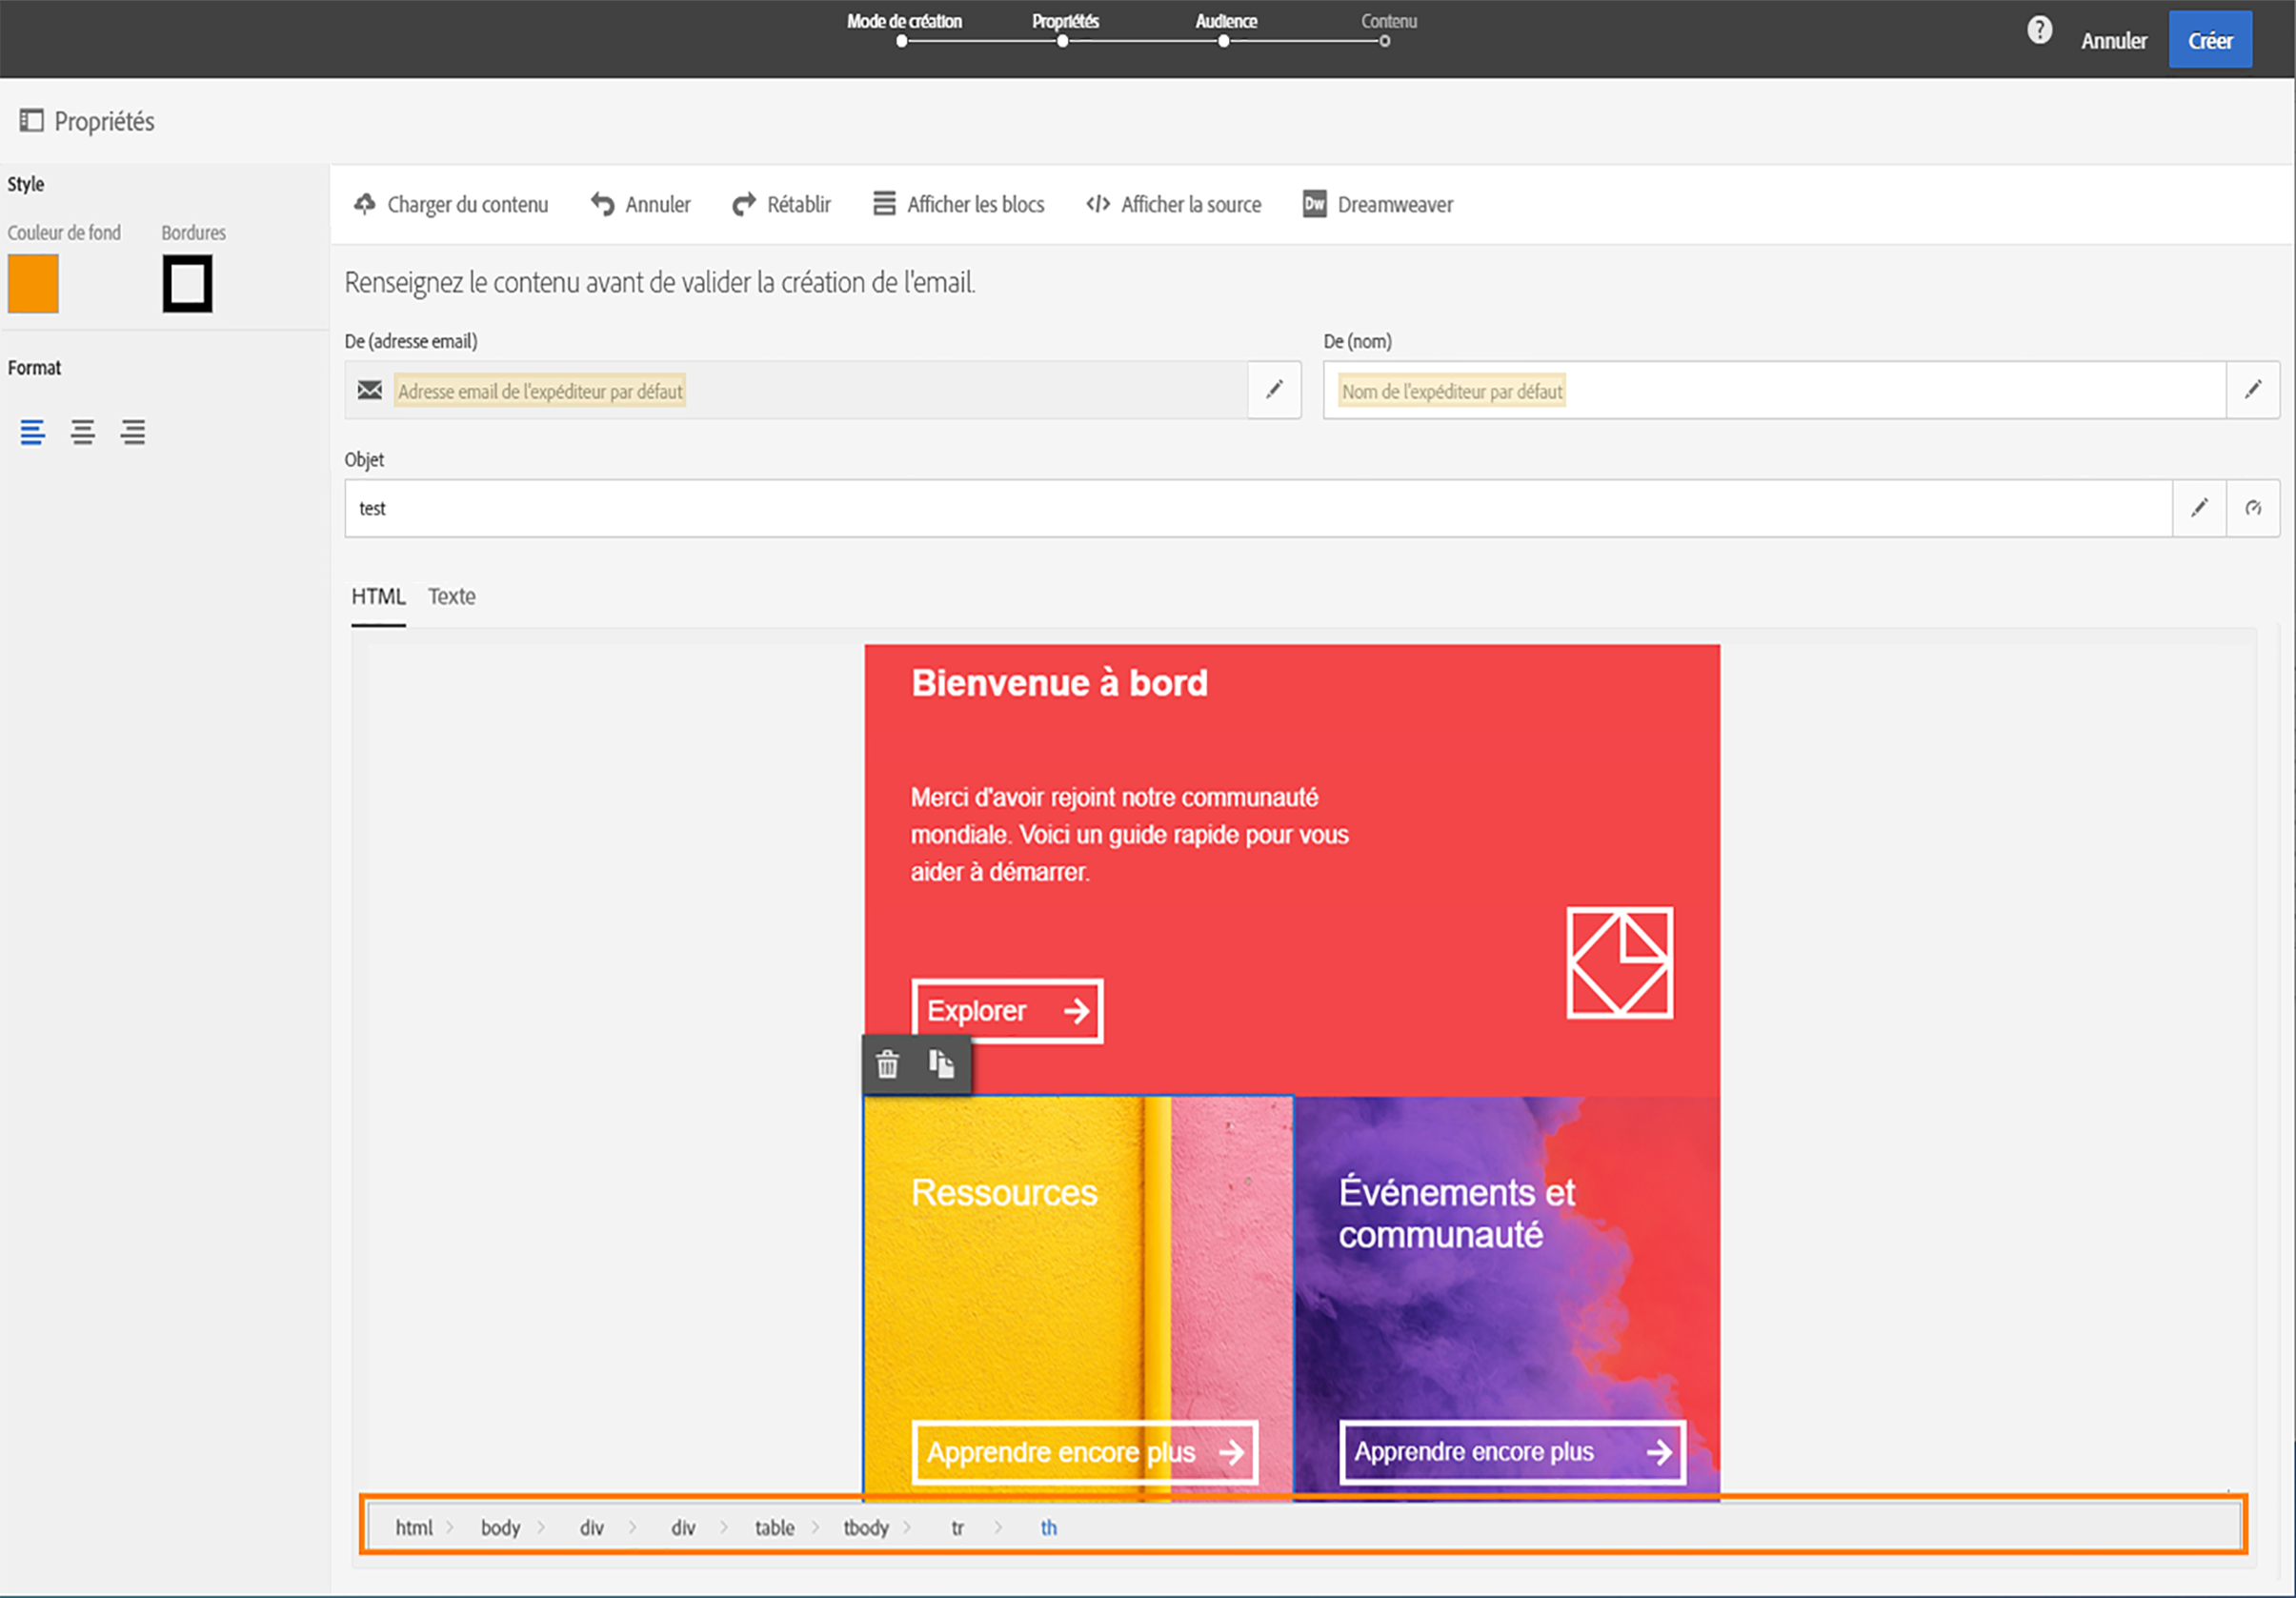 Mode de création
Propriétés
Audience
Contenu
?
Annuler
Créer
Propriétés
Style
Couleur de fond
Bordures
Format
Charger du contenu
Annuler
Rétablir
Afficher les blocs
</> Afficher la source
Dw Dreamweaver
Renseignez le contenu avant de valider la création de l'email.
De (adresse email)
Adresse email de l'expéditeur par défaut
De (nom)
Nom de l'expéditeur par défaut
Objet
test
HTML
Texte
Bienvenue à bord
Merci d'avoir rejoint notre communauté
mondiale. Voici un guide rapide pour vous
aider à démarrer.
Explorer
Ressources
Apprendre encore plus
Événements et
communauté
Apprendre encore plus
html > body > div > div > table > tbody > tr > th